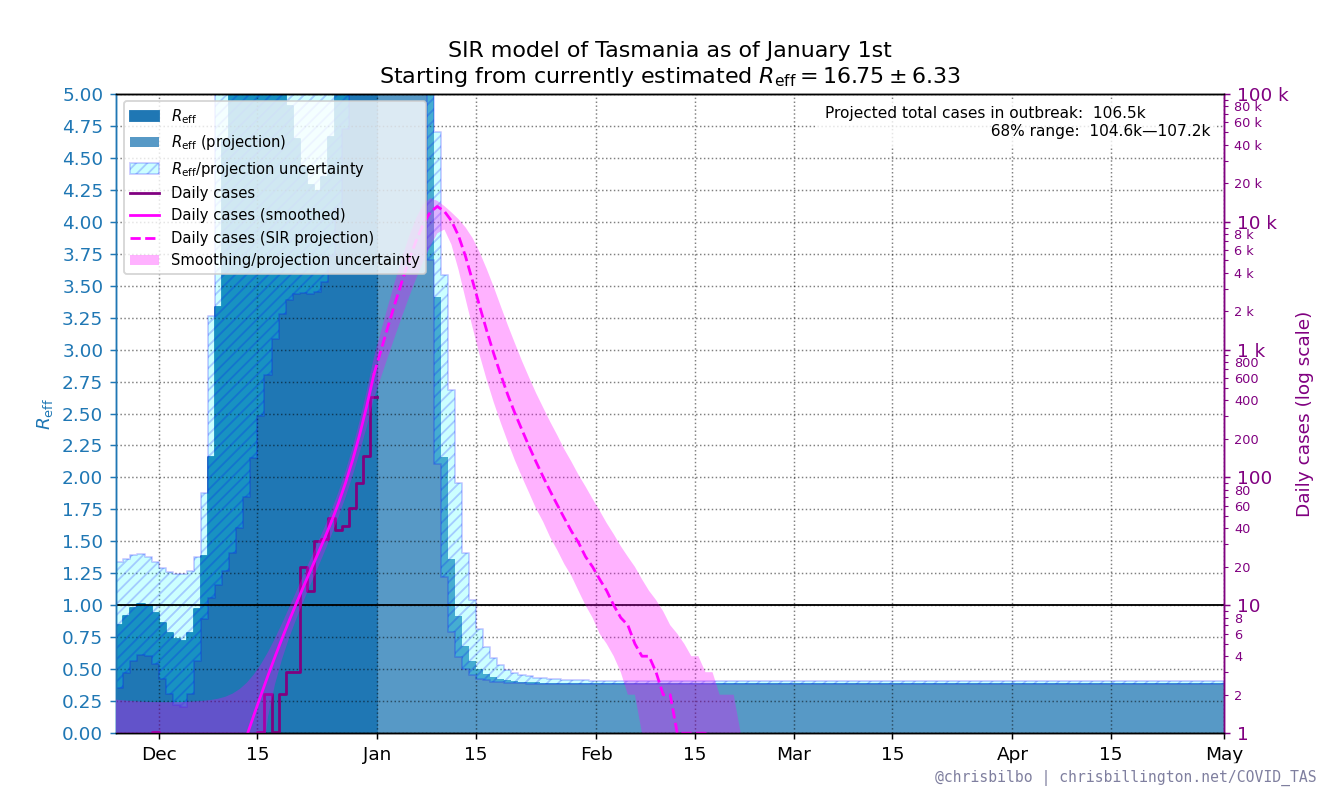 SIR model of Tasmania as of January 1st
Starting from currently estimated R_eff = 16.75 ± 6.33
Projected total cases in outbreak: 106.5k
68% range: 104.6k—107.2k
R_eff
R_eff (projection)
R_eff/projection uncertainty
Daily cases
Daily cases (smoothed)
Daily cases (SIR projection)
Smoothing/projection uncertainty
R_eff
5.00
4.75
4.50
4.25
4.00
3.75
3.50
3.25
3.00
2.75
2.50
2.25
2.00
1.75
1.50
1.25
1.00
0.75
0.50
0.25
0.00
Dec
15
Jan
15
Feb
15
Mar
15
Apr
15
May
100 k
80 k
60 k
40 k
20 k
10 k
8 k
6 k
4 k
2 k
1 k
800
600
400
200
100
80
60
40
20
10
8
6
4
2
1
Daily cases (log scale)
@chrisbilbo | chrisbillington.net/COVID_TAS